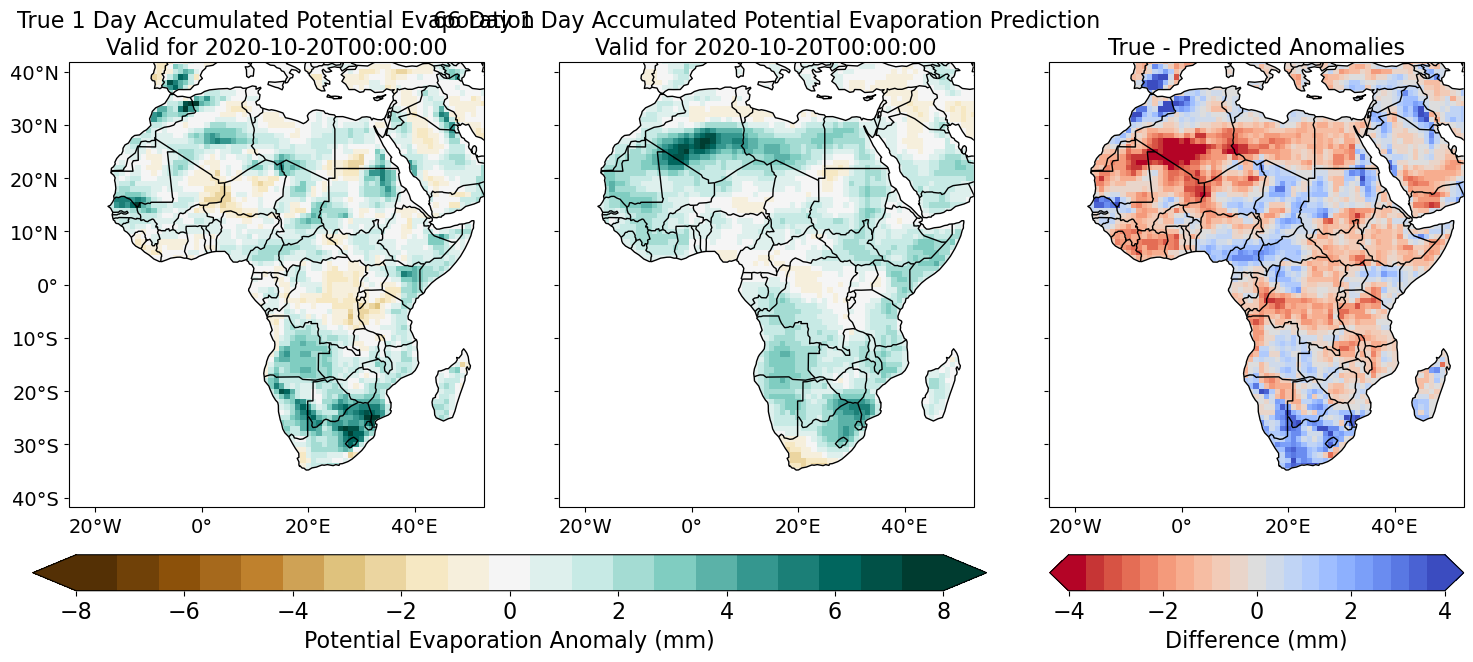 True 1 Day Accumulated Potential Evaporation
66 Day 1 Day Accumulated Potential Evaporation Prediction
Valid for 2020-10-20T00:00:00
Valid for 2020-10-20T00:00:00
True - Predicted Anomalies
40°N
30°N
20°N
10°N
0°
10°S
20°S
30°S
40°S
20°W 0° 20°E 40°E
20°W 0° 20°E 40°E
20°W 0° 20°E 40°E
−8 −6 −4 −2 0 2 4 6 8
Potential Evaporation Anomaly (mm)
−4 −2 0 2 4
Difference (mm)